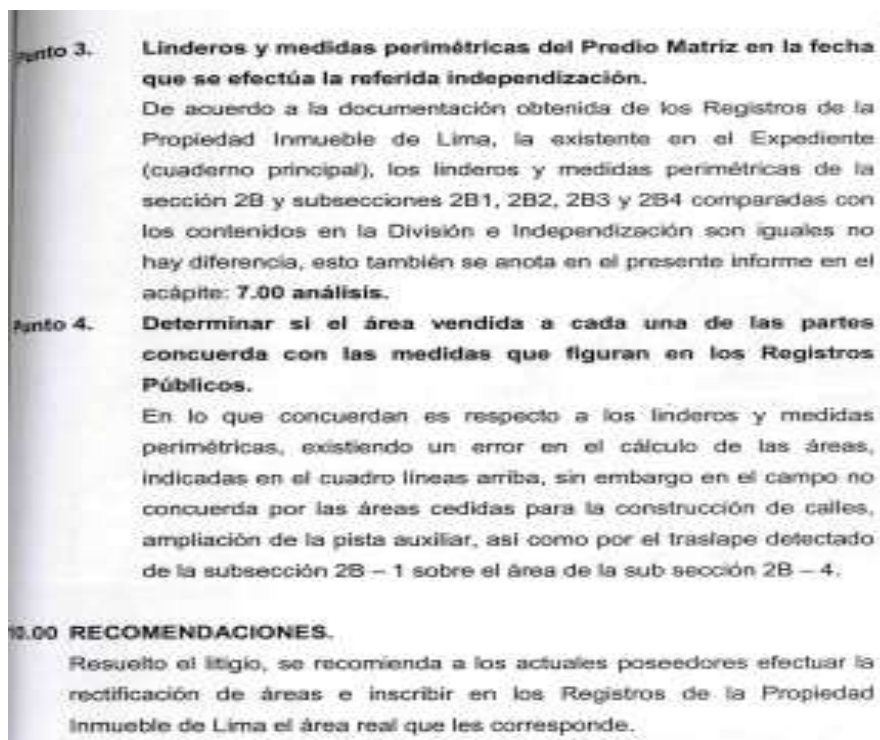 Punto 3. Linderos y medidas perimétricas del Predio Matriz en la fecha
que se efectúa la referida independización.
De acuerdo a la documentación obtenida de los Registros de la
Propiedad Inmueble de Lima, la existente en el Expediente
(cuaderno principal), los linderos y medidas perimétricas de la
sección 2B y subsecciones 2B1, 2B2, 2B3 y 2B4 comparadas con
los contenidos en la División e Independización son iguales no
hay diferencia, esto también se anota en el presente informe en el
acápite: 7.00 análisis.
Punto 4. Determinar si el área vendida a cada una de las partes
concuerda con las medidas que figuran en los Registros
Públicos.
En lo que concuerdan es respecto a los linderos y medidas
perimétricas, existiendo un error en el cálculo de las áreas,
indicadas en el cuadro líneas arriba, sin embargo en el campo no
concuerda por las áreas cedidas para la construcción de calles,
ampliación de la pista auxiliar, así como por el traslape detectado
de la subsección 2B – 1 sobre el área de la sub sección 2B – 4.
10.00 RECOMENDACIONES.
Resuelto el litigio, se recomienda a los actuales poseedores efectuar la
rectificación de áreas e inscribir en los Registros de la Propiedad
Inmueble de Lima el área real que les corresponde.